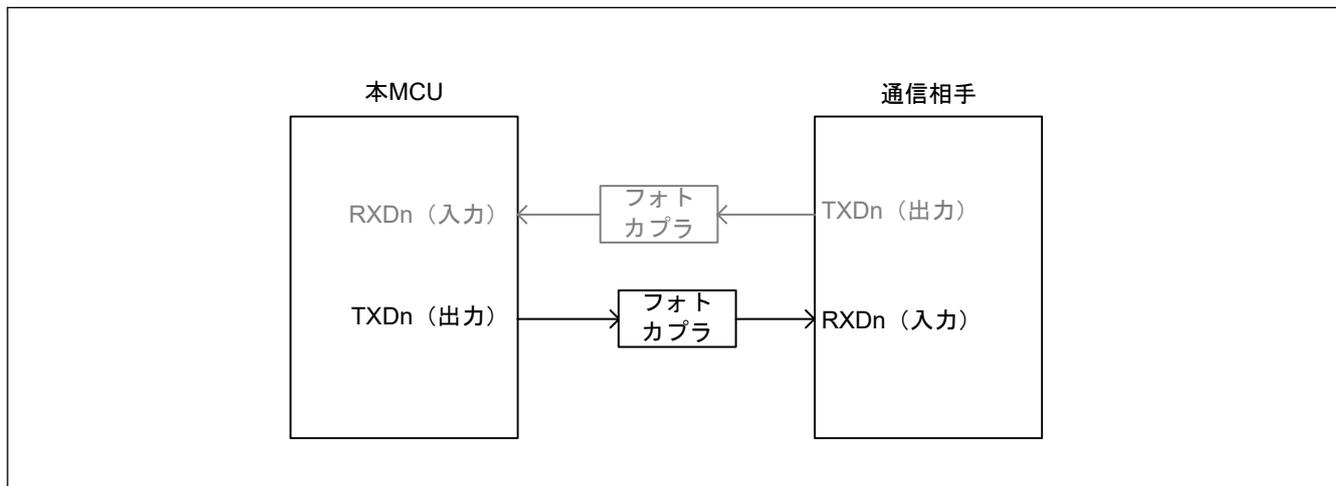 本MCU
通信相手
RXDn（入力）
フォト
カプラ
TXDn（出力）
TXDn（出力）
フォト
カプラ
RXDn（入力）